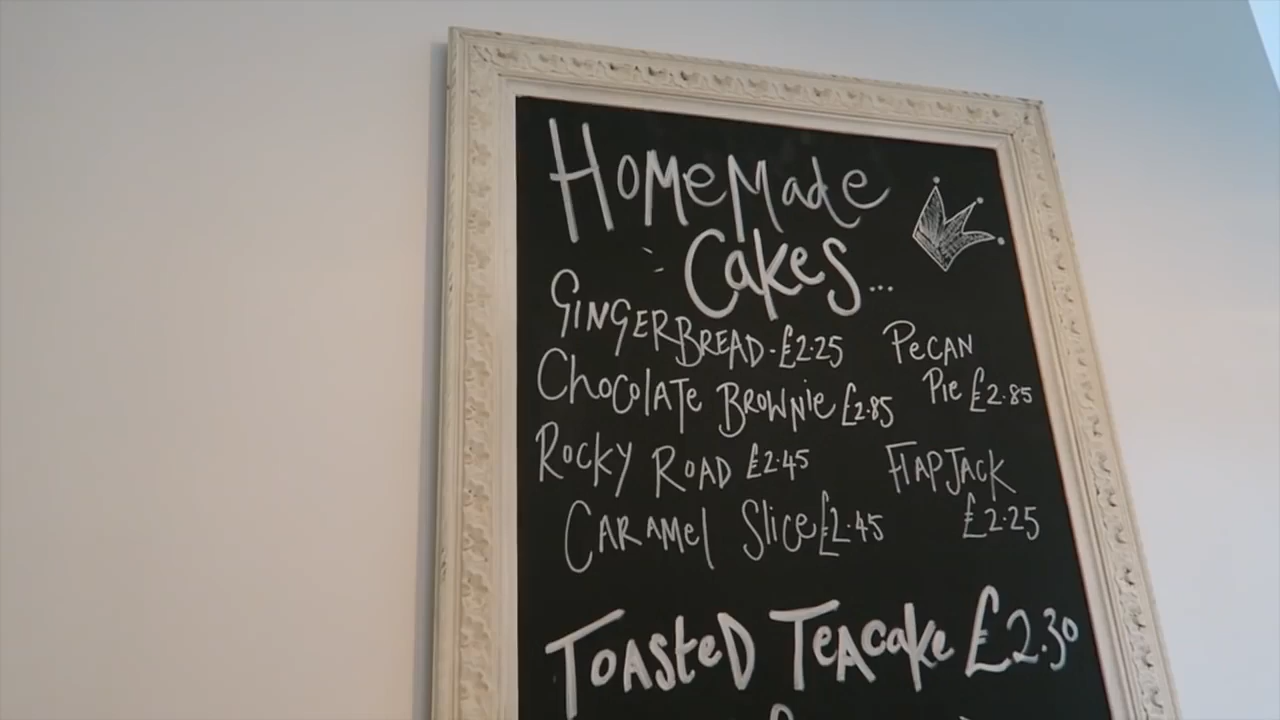 HoMeMade
Cakes...
GINGERBREAD-£2.25
Chocolate Brownie £2.85
Rocky Road £2.45
Caramel Slice £2.45
Pecan
Pie £2.85
FlapJack
£2.25
Toasted Teacake £2.30